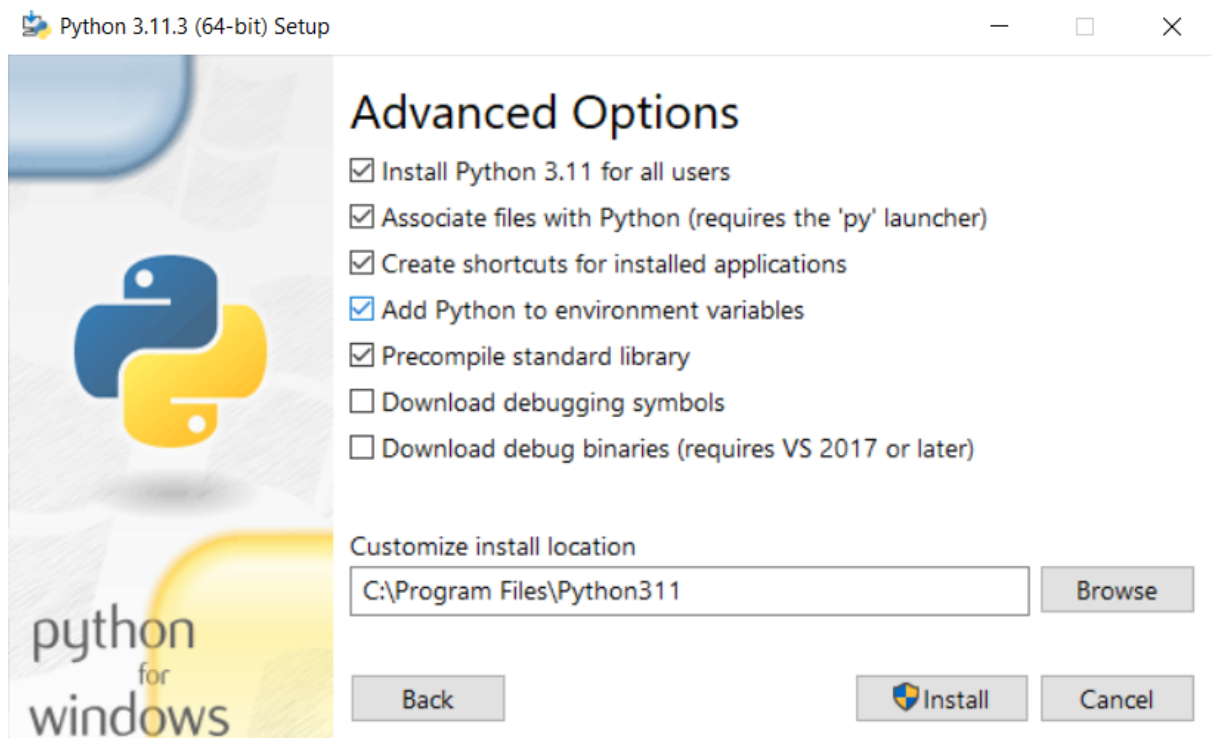 Python 3.11.3 (64-bit) Setup
Advanced Options
Install Python 3.11 for all users
Associate files with Python (requires the 'py' launcher)
Create shortcuts for installed applications
Add Python to environment variables
Precompile standard library
Download debugging symbols
Download debug binaries (requires VS 2017 or later)
Customize install location
C:\Program Files\Python311
Browse
python
for
windows
Back
Install
Cancel